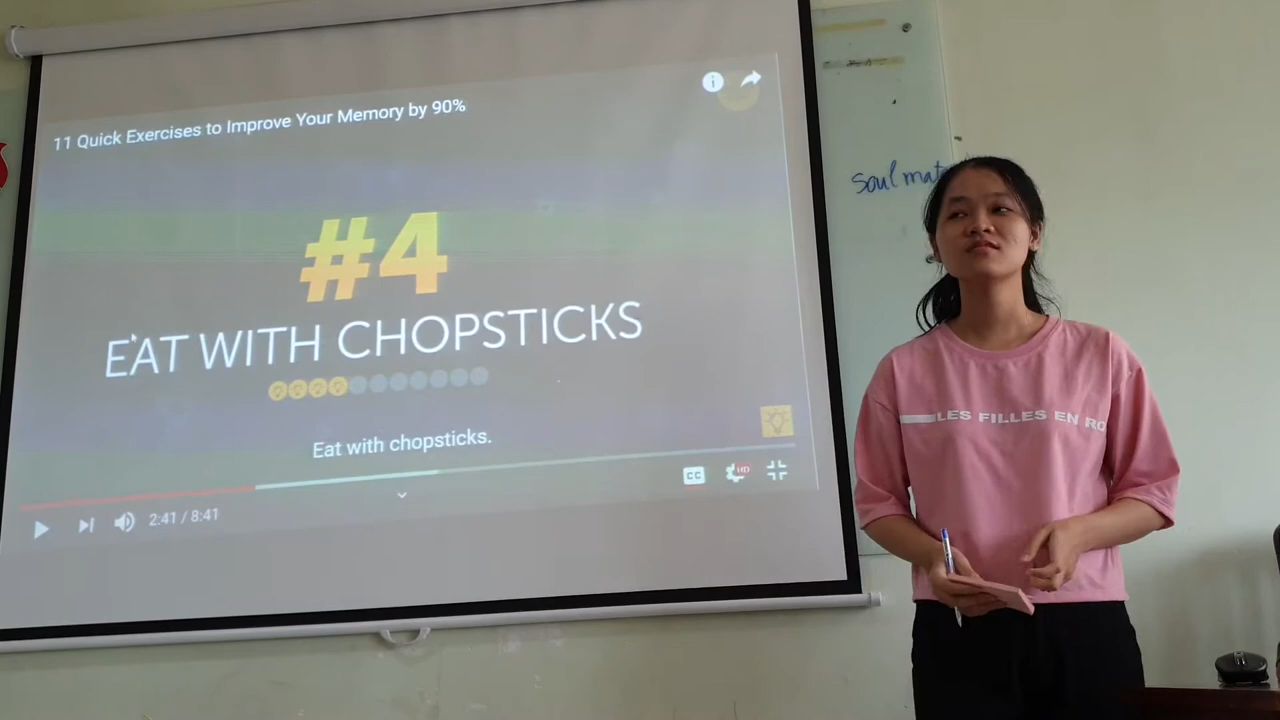 11 Quick Exercises to Improve Your Memory by 90%
#4
EAT WITH CHOPSTICKS
Eat with chopsticks.
CC
HD
2:41 / 8:41
LES FILLES EN RO
Soul mat